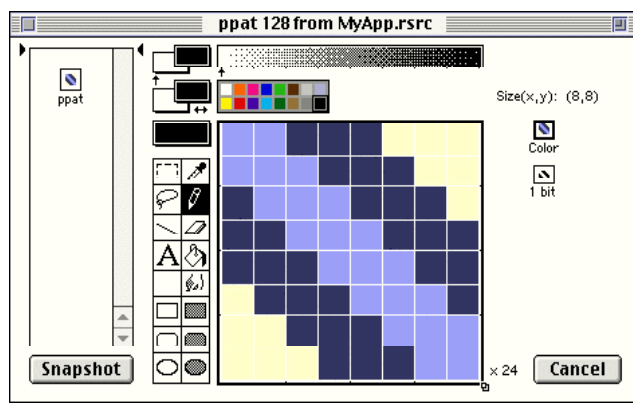 ppat 128 from MyApp.rsrc
ppat
Size(x,y): (8,8)
Color
1 bit
A
x 24
Snapshot
Cancel